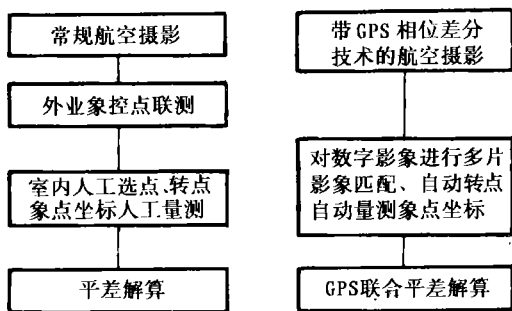 常规航空摄影
外业象控点联测
室内人工选点、转点
象点坐标人工量测
平差解算
带GPS相位差分
技术的航空摄影
对数字影象进行多片
影象匹配、自动转点
自动量测象点坐标
GPS联合平差解算